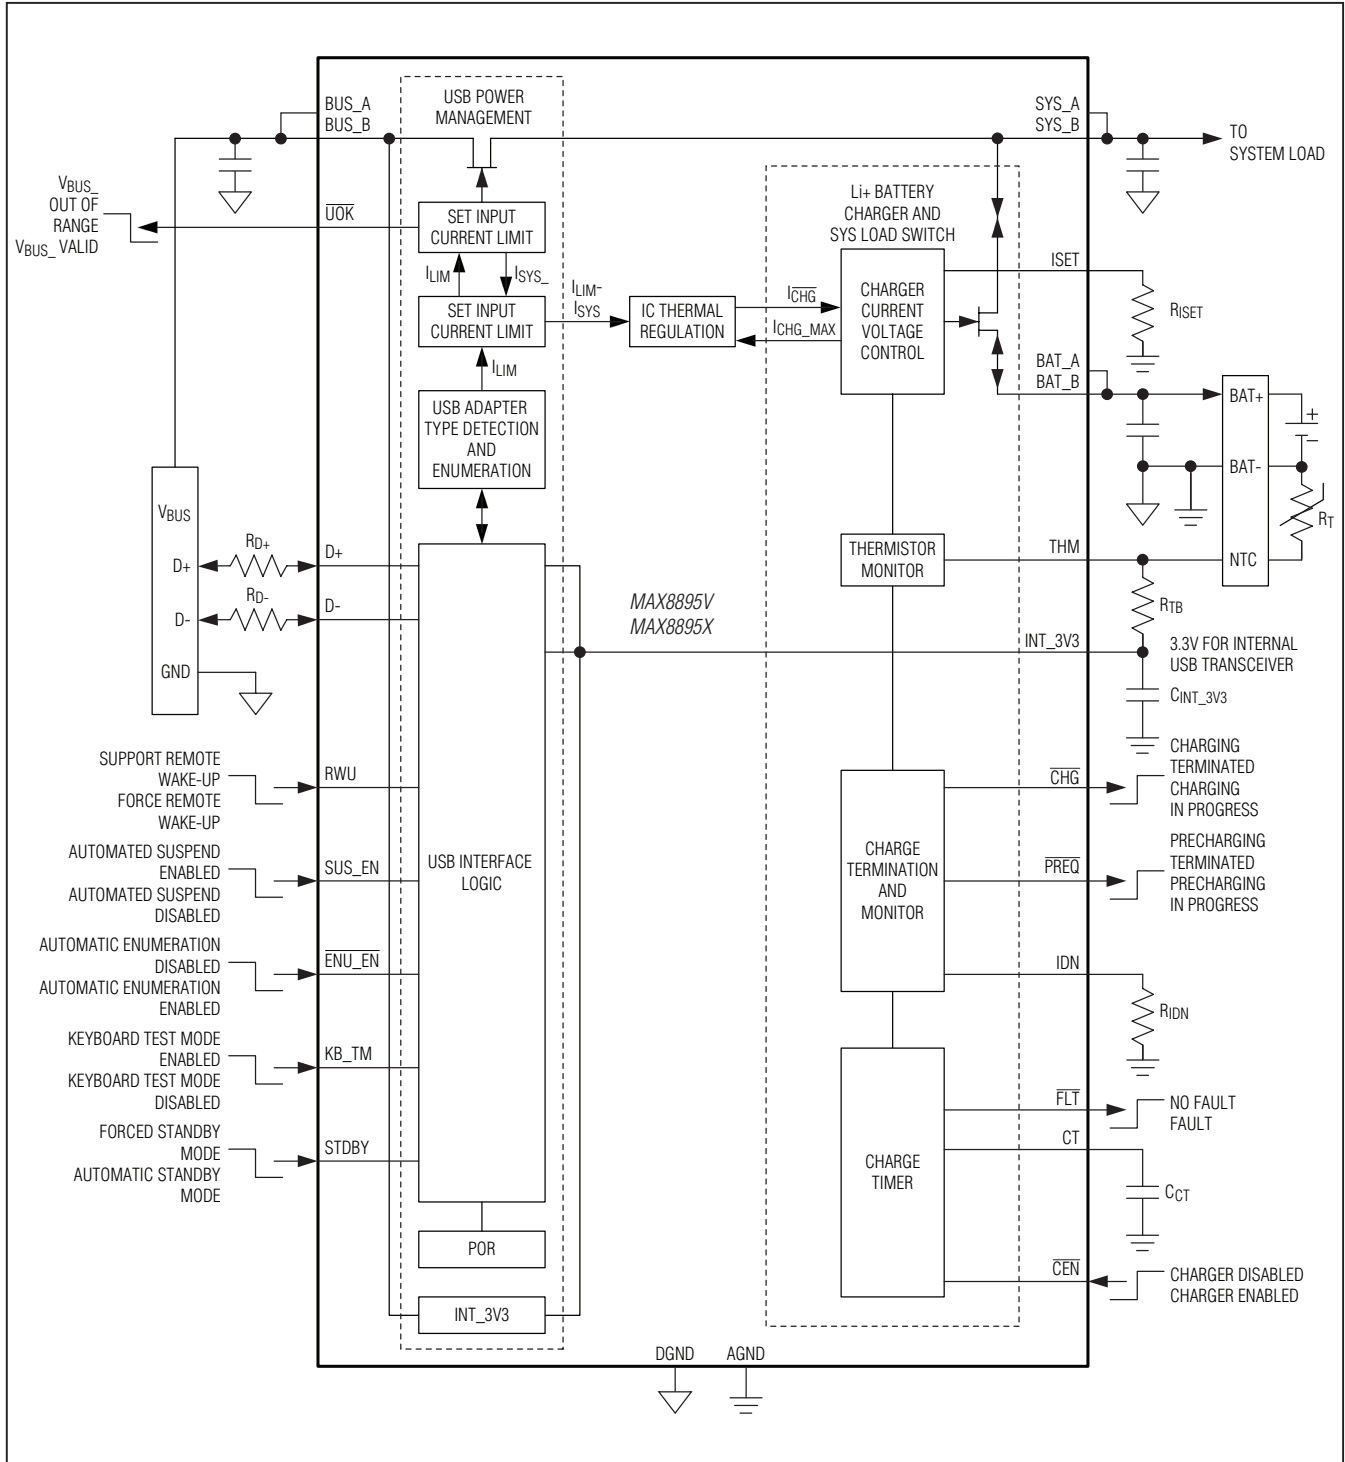 USB POWER
MANAGEMENT
BUS_A
BUS_B
SYS_A
SYS_B
TO
SYSTEM LOAD
VBUS_
OUT OF
RANGE
VBUS_ VALID
UOK
SET INPUT
CURRENT LIMIT
ILIM
ISYS_
SET INPUT
CURRENT LIMIT
ILIM-
ISYS
IC THERMAL
REGULATION
ICHG
ICHG_MAX
Li+ BATTERY
CHARGER AND
SYS LOAD SWITCH
CHARGER
CURRENT
VOLTAGE
CONTROL
ISET
RISET
BAT_A
BAT_B
BAT+
+
–
BAT-
RT
NTC
ILIM
USB ADAPTER
TYPE DETECTION
AND
ENUMERATION
VBUS
D+
D-
GND
RD+
RD-
D+
D-
THERMISTOR
MONITOR
THM
RTB
MAX8895V
MAX8895X
INT_3V3
3.3V FOR INTERNAL
USB TRANSCEIVER
CINT_3V3
SUPPORT REMOTE
WAKE-UP
FORCE REMOTE
WAKE-UP
RWU
AUTOMATED SUSPEND
ENABLED
AUTOMATED SUSPEND
DISABLED
SUS_EN
AUTOMATIC ENUMERATION
DISABLED
AUTOMATIC ENUMERATION
ENABLED
ENU_EN
KEYBOARD TEST MODE
ENABLED
KEYBOARD TEST MODE
DISABLED
KB_TM
FORCED STANDBY
MODE
AUTOMATIC STANDBY
MODE
STDBY
USB INTERFACE
LOGIC
POR
INT_3V3
CHARGE
TERMINATION
AND
MONITOR
CHG
CHARGING
TERMINATED
CHARGING
IN PROGRESS
PREQ
PRECHARGING
TERMINATED
PRECHARGING
IN PROGRESS
IDN
RIDN
CHARGE
TIMER
FLT
NO FAULT
FAULT
CT
CCT
CEN
CHARGER DISABLED
CHARGER ENABLED
DGND
AGND